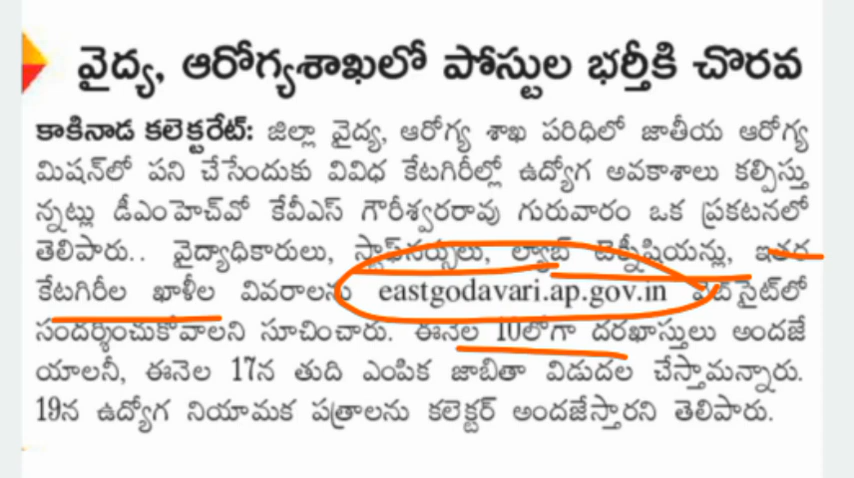 వైద్య, ఆరోగ్యశాఖలో పోస్టుల భర్తీకి చొరవ
కాకినాడ కలెక్టరేట్: జిల్లా వైద్య, ఆరోగ్య శాఖ పరిధిలో జాతీయ ఆరోగ్య
మిషన్‌లో పని చేసేందుకు వివిధ కేటగిరీల్లో ఉద్యోగ అవకాశాలు కల్పిస్తు
న్నట్లు డీఎంహెచ్‌వో కేవీఎస్ గౌరీశ్వరరావు గురువారం ఒక ప్రకటనలో
తెలిపారు.. వైద్యాధికారులు, స్టాఫ్‌నర్సులు, ల్యాబ్ టెక్నీషియన్లు, ఇతర
కేటగిరీల ఖాళీల వివరాలను eastgodavari.ap.gov.in వెబ్‌సైట్‌లో
సందర్శించుకోవాలని సూచించారు. ఈనెల 10లోగా దరఖాస్తులు అందజే
యాలనీ, ఈనెల 17న తుది ఎంపిక జాబితా విడుదల చేస్తామన్నారు.
19న ఉద్యోగ నియామక పత్రాలను కలెక్టర్ అందజేస్తారని తెలిపారు.